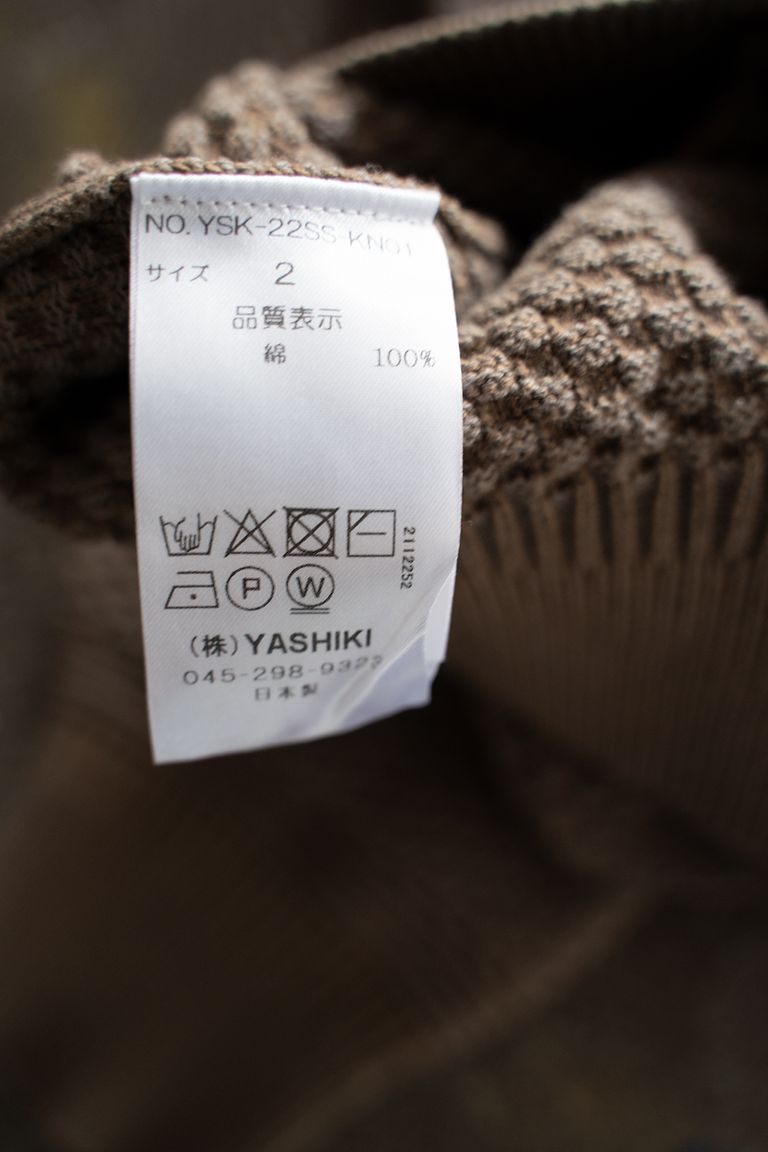 NO. YSK-22SS-KN01
サイズ 2
品質表示
綿 100%
2112252
P W
(株) YASHIKI
045-298-9323
日本製